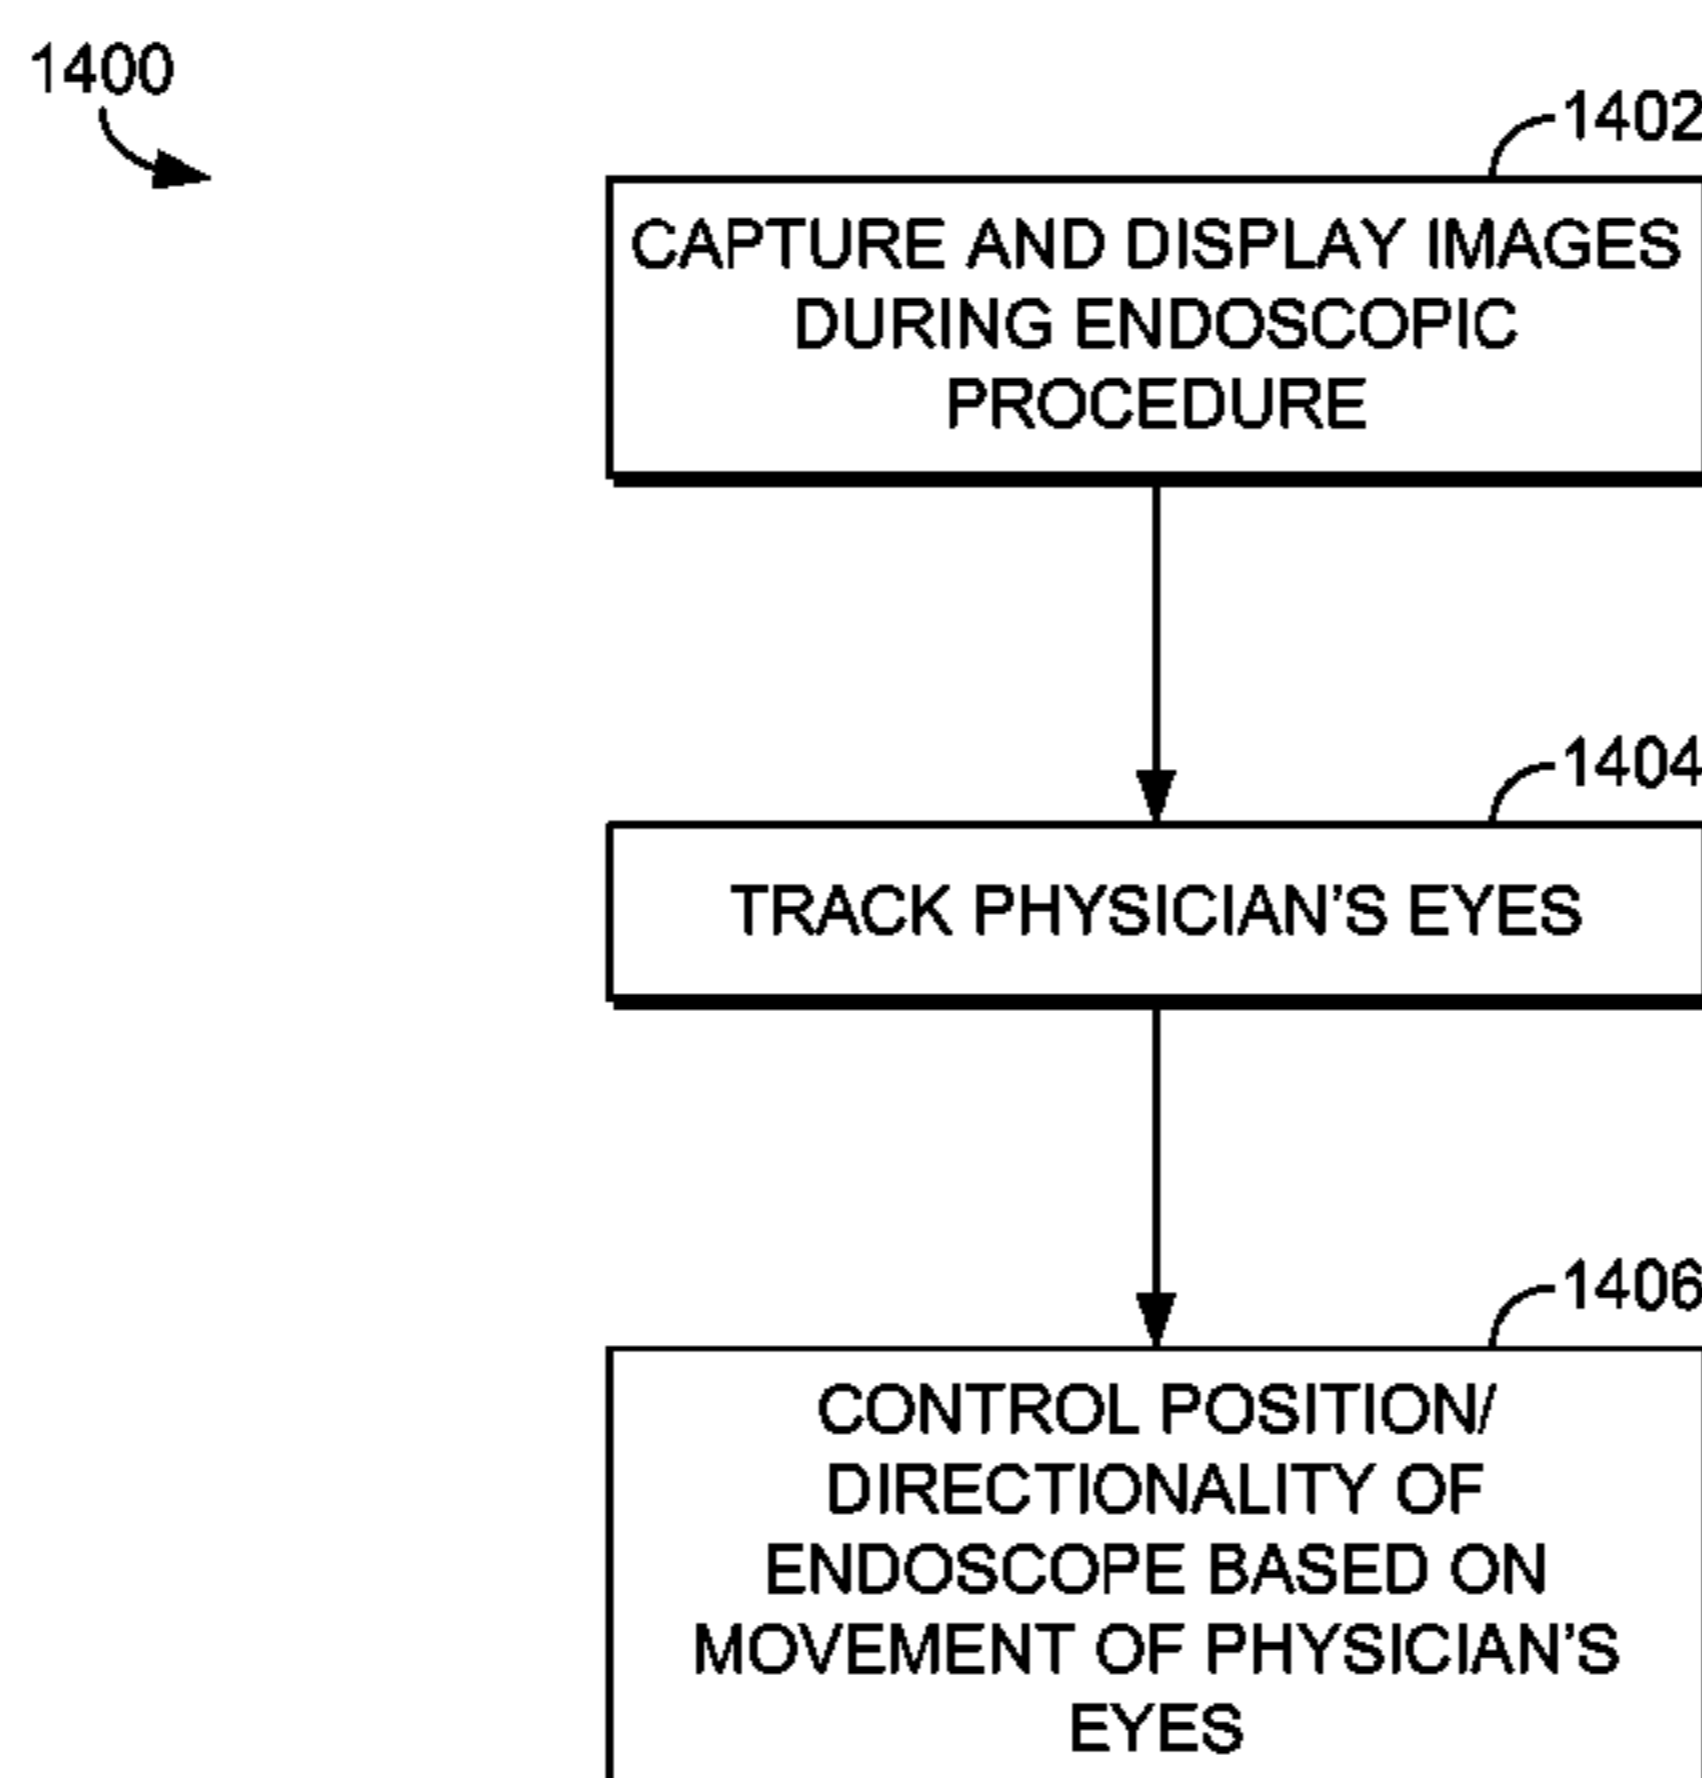 1400
1402
CAPTURE AND DISPLAY IMAGES
DURING ENDOSCOPIC
PROCEDURE
1404
TRACK PHYSICIAN'S EYES
1406
CONTROL POSITION/
DIRECTIONALITY OF
ENDOSCOPE BASED ON
MOVEMENT OF PHYSICIAN'S
EYES